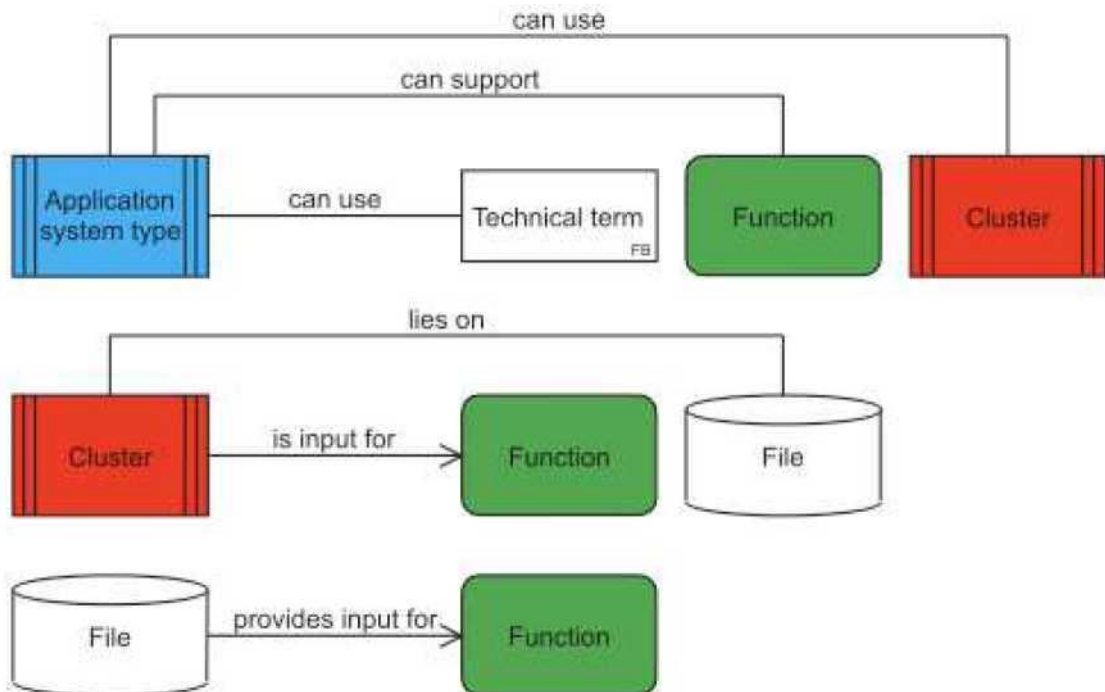 can use
can support
Application
system type
can use
Technical term
FB
Function
Cluster
lies on
Cluster
is input for
Function
File
File
provides input for
Function